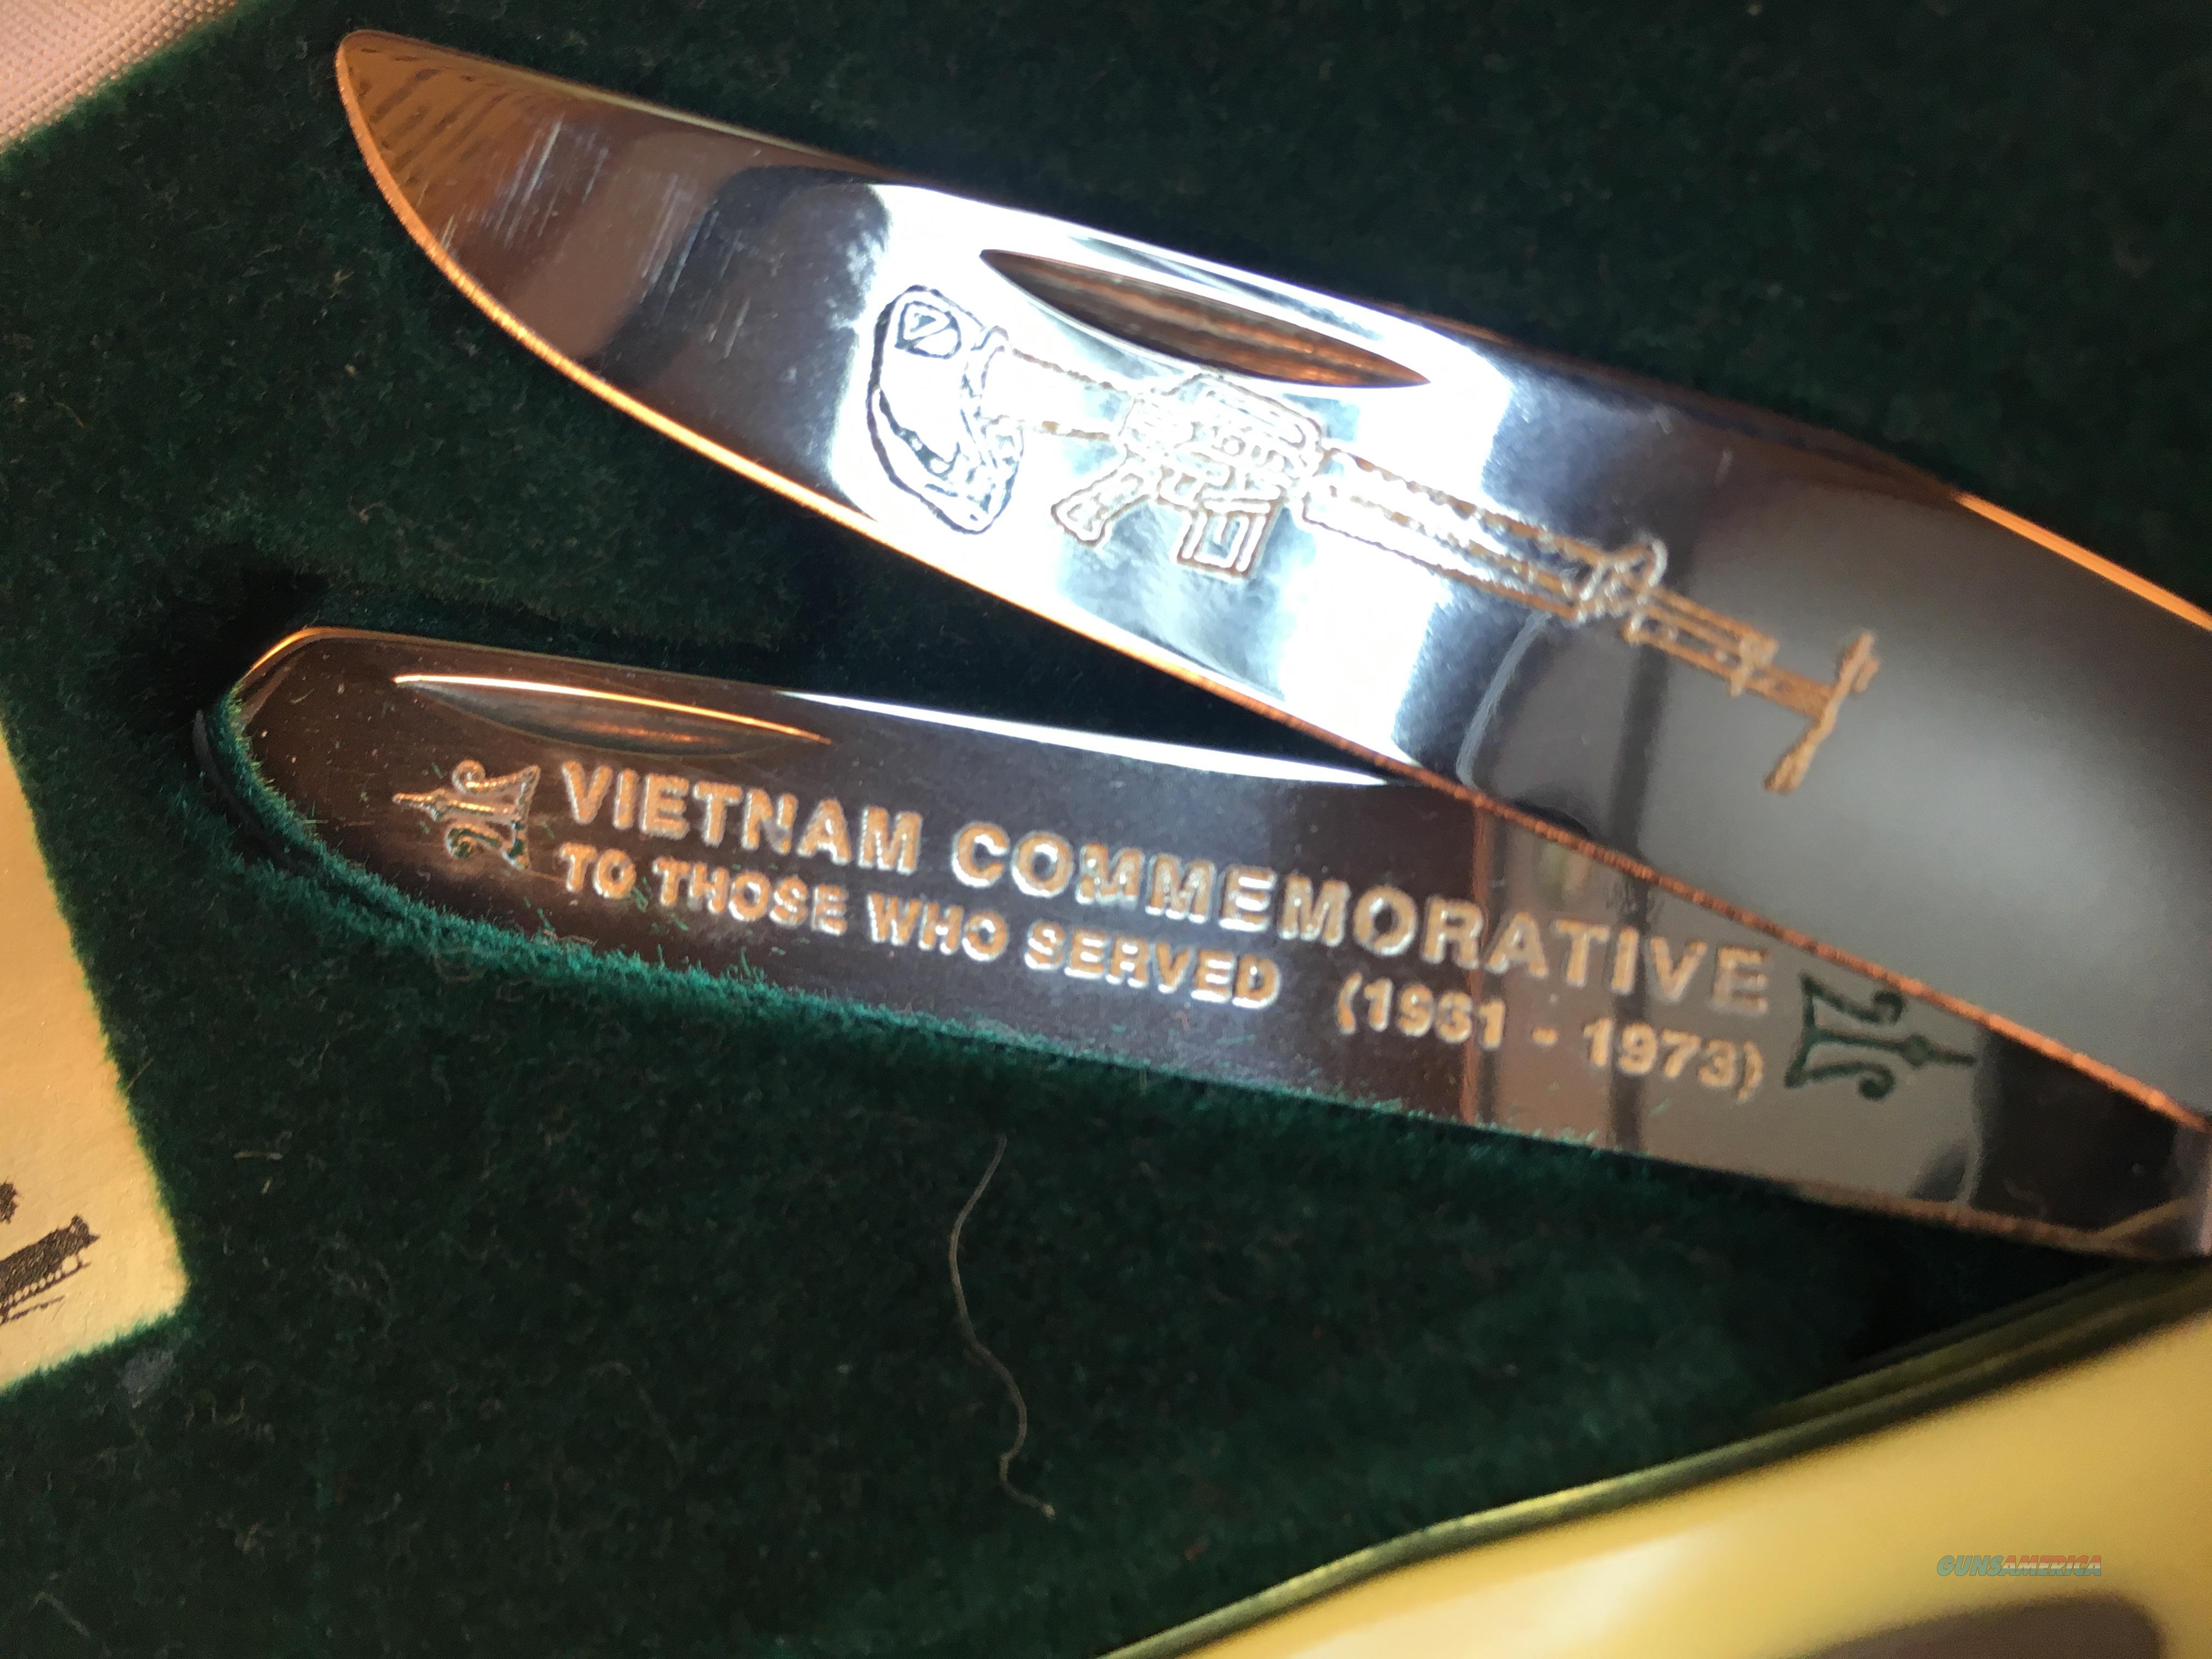 VIETNAM COMMEMORATIVE
TO THOSE WHO SERVED (1961 - 1973)
GUNSAMERICA